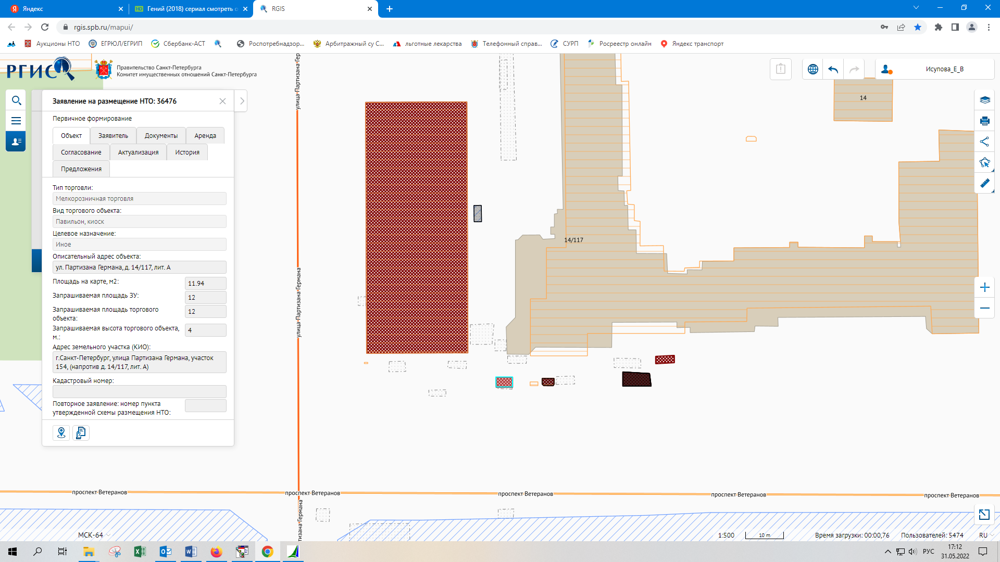 Яндекс
Гений (2018) сериал смотреть о
RGIS
rgis.spb.ru/mapui/
Аукционы НТО
ЕГРЮЛ/ЕГРИП
Сбербанк-АСТ
Роспотребнадзор...
Арбитражный су С...
льготные лекарства
Телефонный справ...
СУРП
Росреестр онлайн
Яндекс транспорт
РГИС
Правительство Санкт-Петербурга
Комитет имущественных отношений Санкт-Петербурга
Исупова_Е_В
Заявление на размещение НТО: 36476
Первичное формирование
Объект
Заявитель
Документы
Аренда
Согласование
Актуализация
История
Предложения
Тип торговли:
Мелкорозничная торговля
Вид торгового объекта:
Павильон, киоск
Целевое назначение:
Иное
Описательный адрес объекта:
ул. Партизана Германа, д. 14/117, лит. А
Площадь на карте, м2:
11.94
Запрашиваемая площадь ЗУ:
12
Запрашиваемая площадь торгового
объекта:
12
Запрашиваемая высота торгового объекта,
м.:
4
Адрес земельного участка (КИО):
г.Санкт-Петербург, улица Партизана Германа, участок
154, (напротив д. 14/117, лит. А)
Кадастровый номер:
Повторное заявление: номер пункта
утвержденной схемы размещения НТО:
улица Партизана Гер
улица Партизана Германа
тизана Германа
14
14/117
проспект Ветеранов
проспект Ветеранов
проспект Ветеранов
проспект Ветеранов
проспект Ветеранов
МСК-64
1:500
10 m
Время загрузки: 00:00,76
Пользователей: 5474
RU
РУС
17:12
31.05.2022